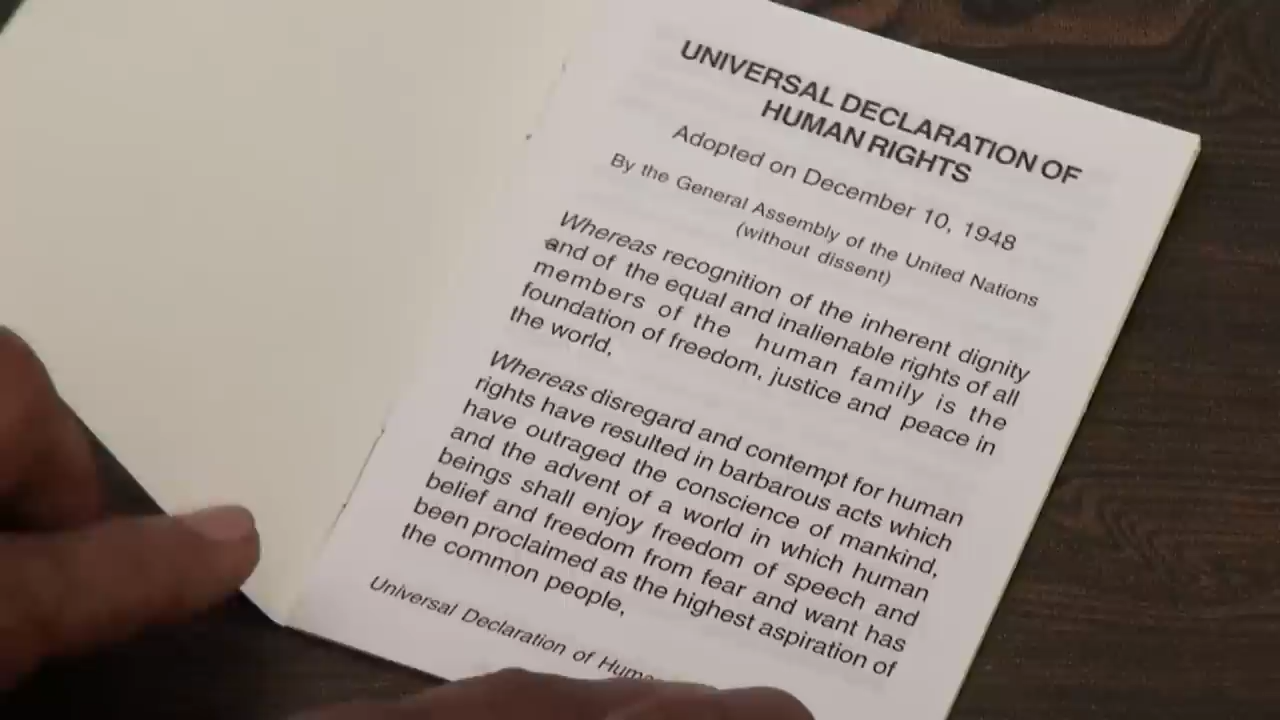 UNIVERSAL DECLARATION OF
HUMAN RIGHTS
Adopted on December 10, 1948
By the General Assembly of the United Nations
(without dissent)
Whereas recognition of the inherent dignity
and of the equal and inalienable rights of all
members of the human family is the
foundation of freedom, justice and peace in
the world,
Whereas disregard and contempt for human
rights have resulted in barbarous acts which
have outraged the conscience of mankind,
and the advent of a world in which human
beings shall enjoy freedom of speech and
belief and freedom from fear and want has
been proclaimed as the highest aspiration of
the common people,
Universal Declaration of